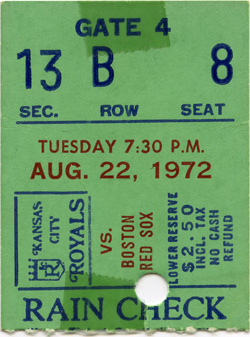 GATE 4
13 B 8
SEC. ROW SEAT
TUESDAY 7:30 P.M.
AUG. 22, 1972
KANSAS
CITY
ROYALS
R
VS.
BOSTON
RED SOX
LOWER RESERVE
$2.50
INCL. TAX
NO CASH
REFUND
RAIN CHECK